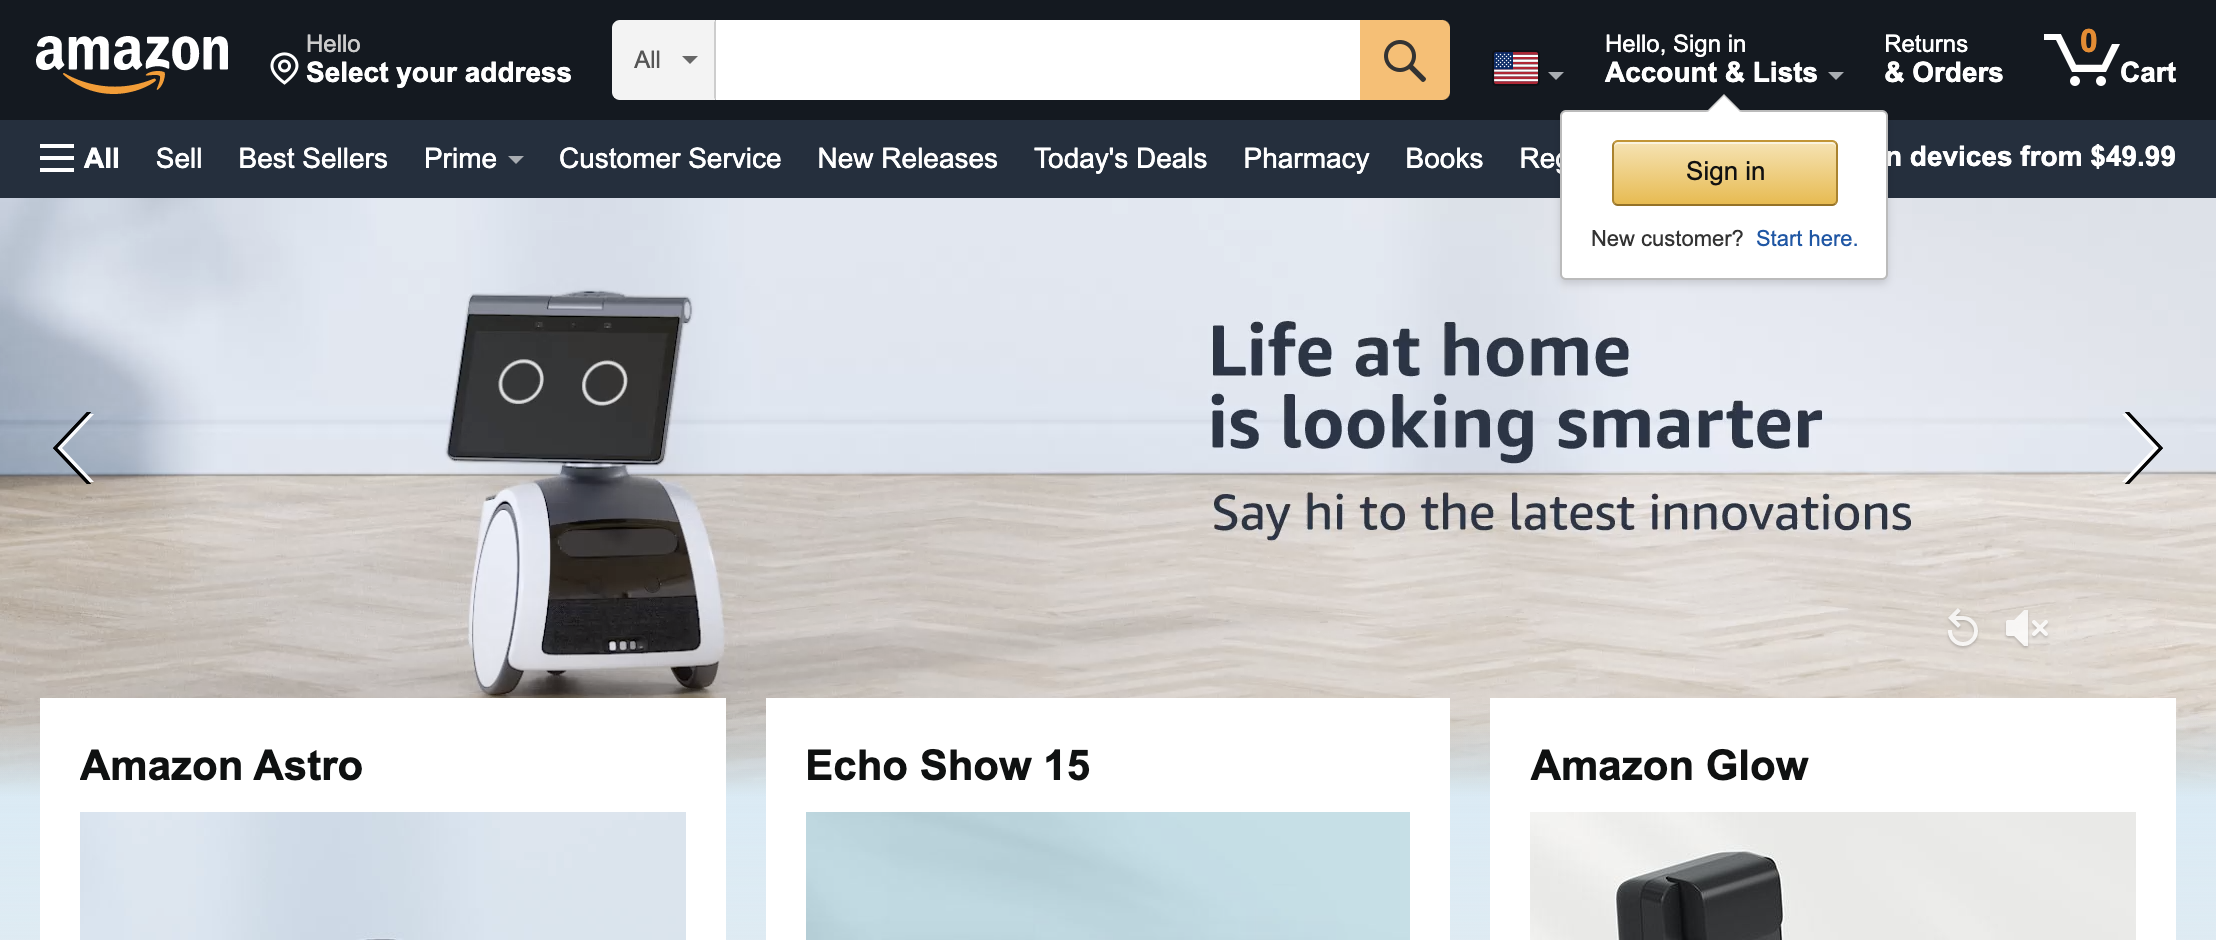 amazon
Hello
Select your address
All
Hello, Sign in
Account & Lists
Returns
& Orders
0
Cart
All Sell Best Sellers Prime Customer Service New Releases Today's Deals Pharmacy Books
devices from $49.99
Sign in
New customer? Start here.
Life at home
is looking smarter
Say hi to the latest innovations
Amazon Astro
Echo Show 15
Amazon Glow